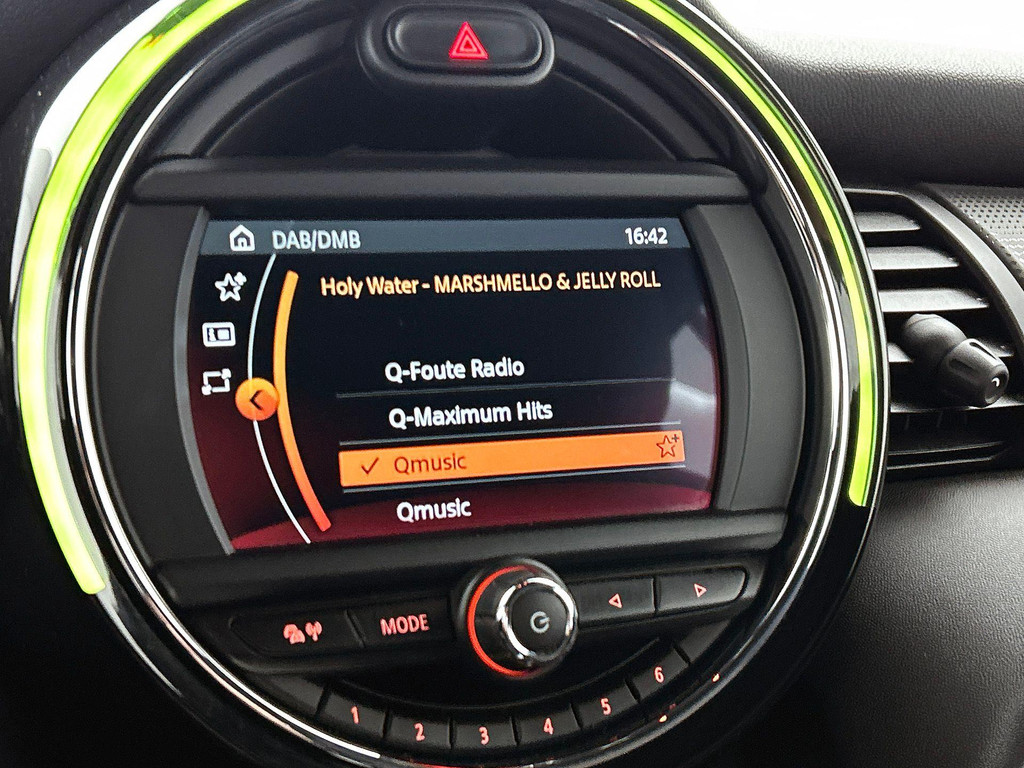 DAB/DMB 16:42
Holy Water - MARSHMELLO & JELLY ROLL
Q-Foute Radio
Q-Maximum Hits
Qmusic
Qmusic
MODE
1 2 3 4 5 6